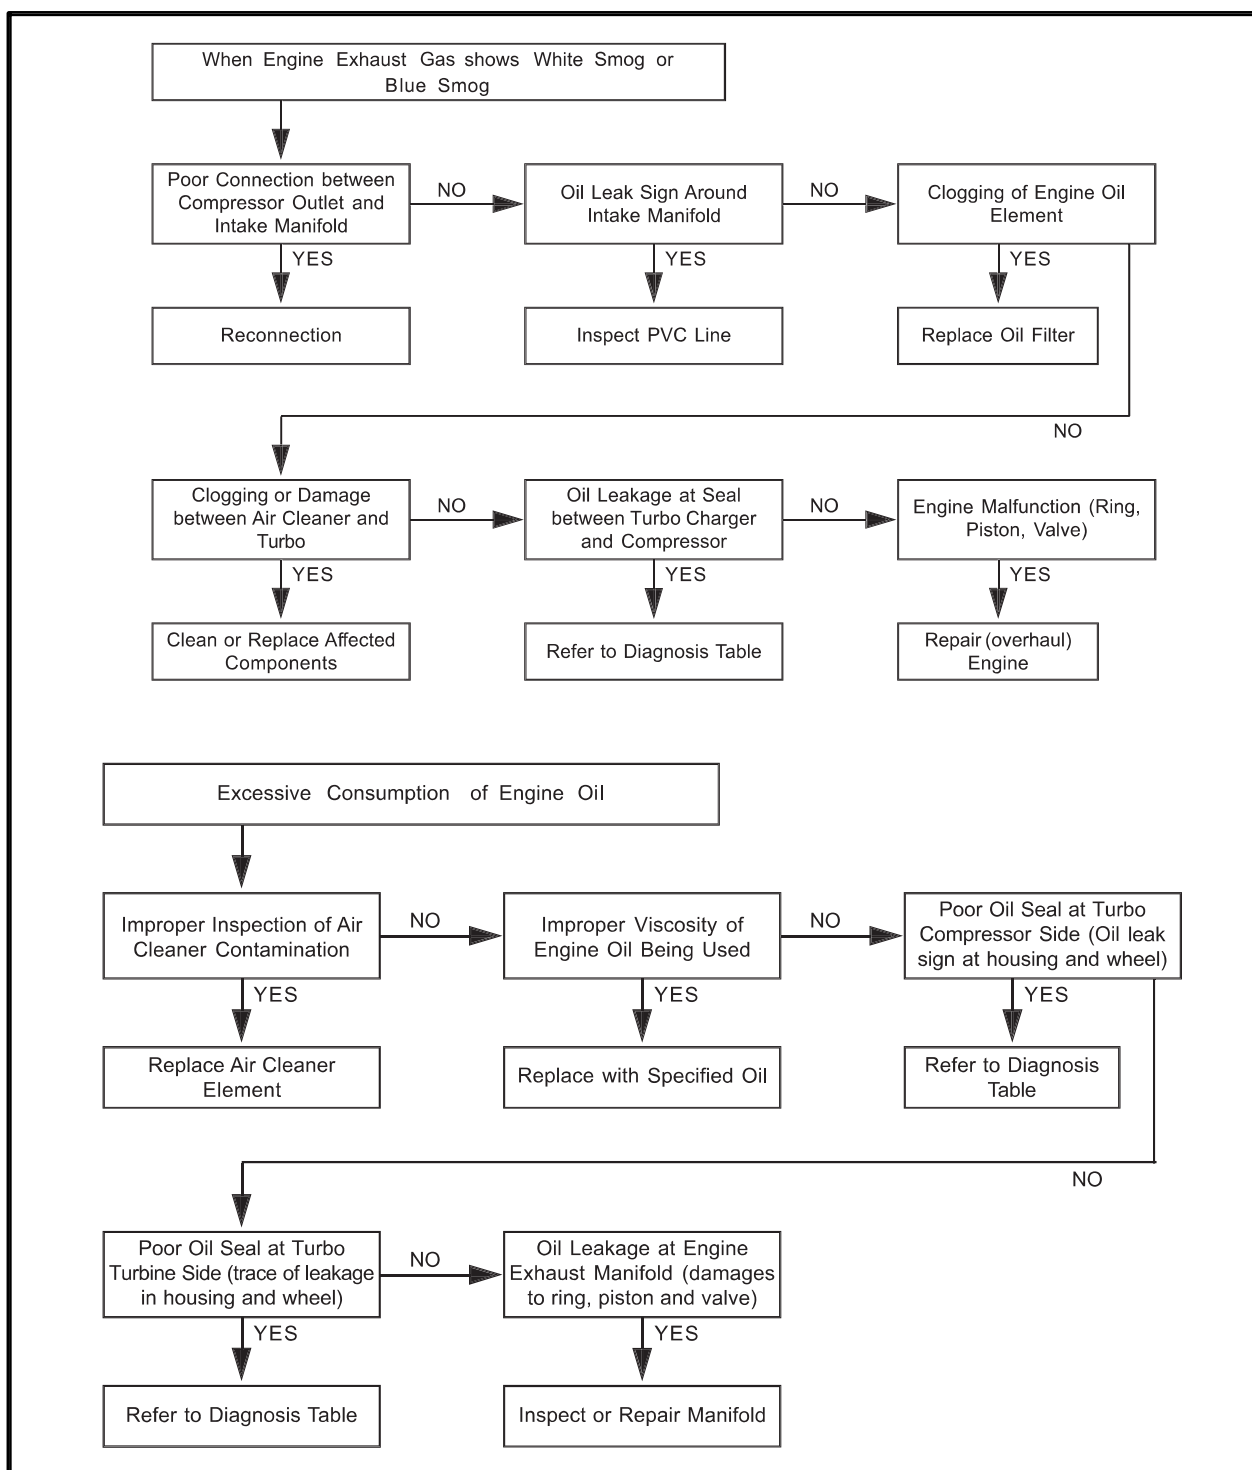 When Engine Exhaust Gas shows White Smog or
Blue Smog
Poor Connection between
Compressor Outlet and
Intake Manifold
NO
Oil Leak Sign Around
Intake Manifold
NO
Clogging of Engine Oil
Element
YES
YES
YES
Reconnection
Inspect PVC Line
Replace Oil Filter
NO
Clogging or Damage
between Air Cleaner and
Turbo
NO
Oil Leakage at Seal
between Turbo Charger
and Compressor
NO
Engine Malfunction (Ring,
Piston, Valve)
YES
YES
YES
Clean or Replace Affected
Components
Refer to Diagnosis Table
Repair (overhaul)
Engine
Excessive Consumption of Engine Oil
Improper Inspection of Air
Cleaner Contamination
NO
Improper Viscosity of
Engine Oil Being Used
NO
Poor Oil Seal at Turbo
Compressor Side (Oil leak
sign at housing and wheel)
YES
YES
YES
Replace Air Cleaner
Element
Replace with Specified Oil
Refer to Diagnosis
Table
NO
Poor Oil Seal at Turbo
Turbine Side (trace of leakage
in housing and wheel)
NO
Oil Leakage at Engine
Exhaust Manifold (damages
to ring, piston and valve)
YES
YES
Refer to Diagnosis Table
Inspect or Repair Manifold